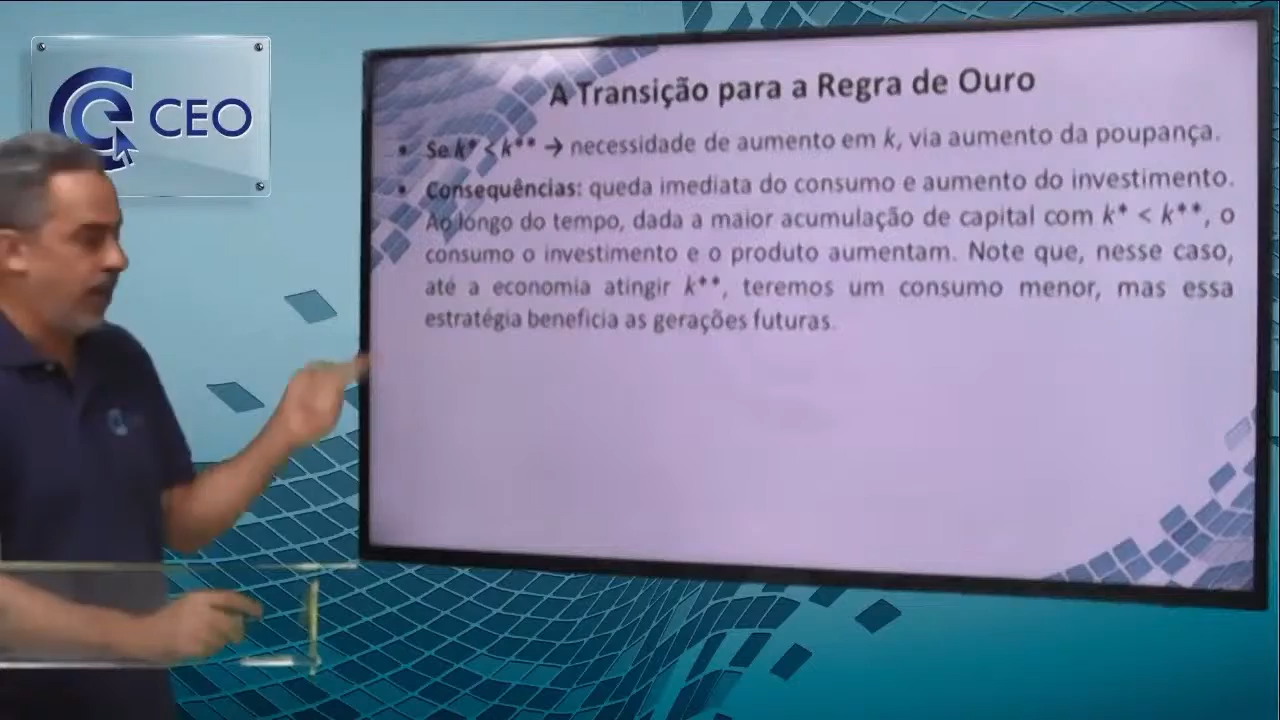 CEO
A Transição para a Regra de Ouro
• Se k* < k** → necessidade de aumento em k, via aumento da poupança.
• Consequências: queda imediata do consumo e aumento do investimento.
Ao longo do tempo, dada a maior acumulação de capital com k* < k**, o
consumo o investimento e o produto aumentam. Note que, nesse caso,
até a economia atingir k**, teremos um consumo menor, mas essa
estratégia beneficia as gerações futuras.